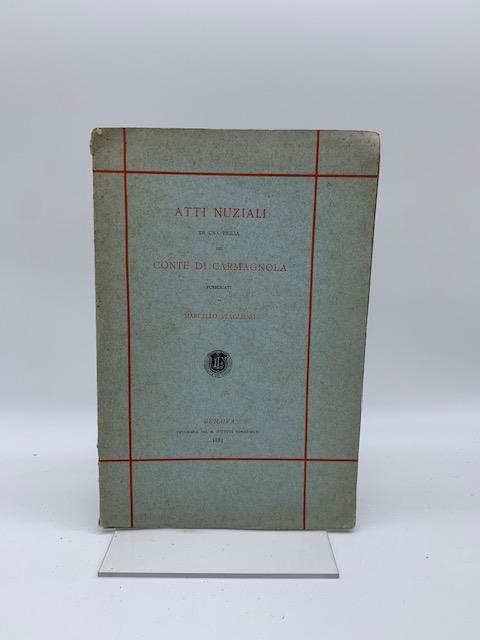 ATTI NUZIALI
DI UNA FIGLIA
DEL
CONTE DI CARMAGNOLA
PUBBLICATI
DA
MARCELLO STAGLIENO
GENOVA
TIPOGRAFIA DEL R. ISTITUTO SORDO-MUTI